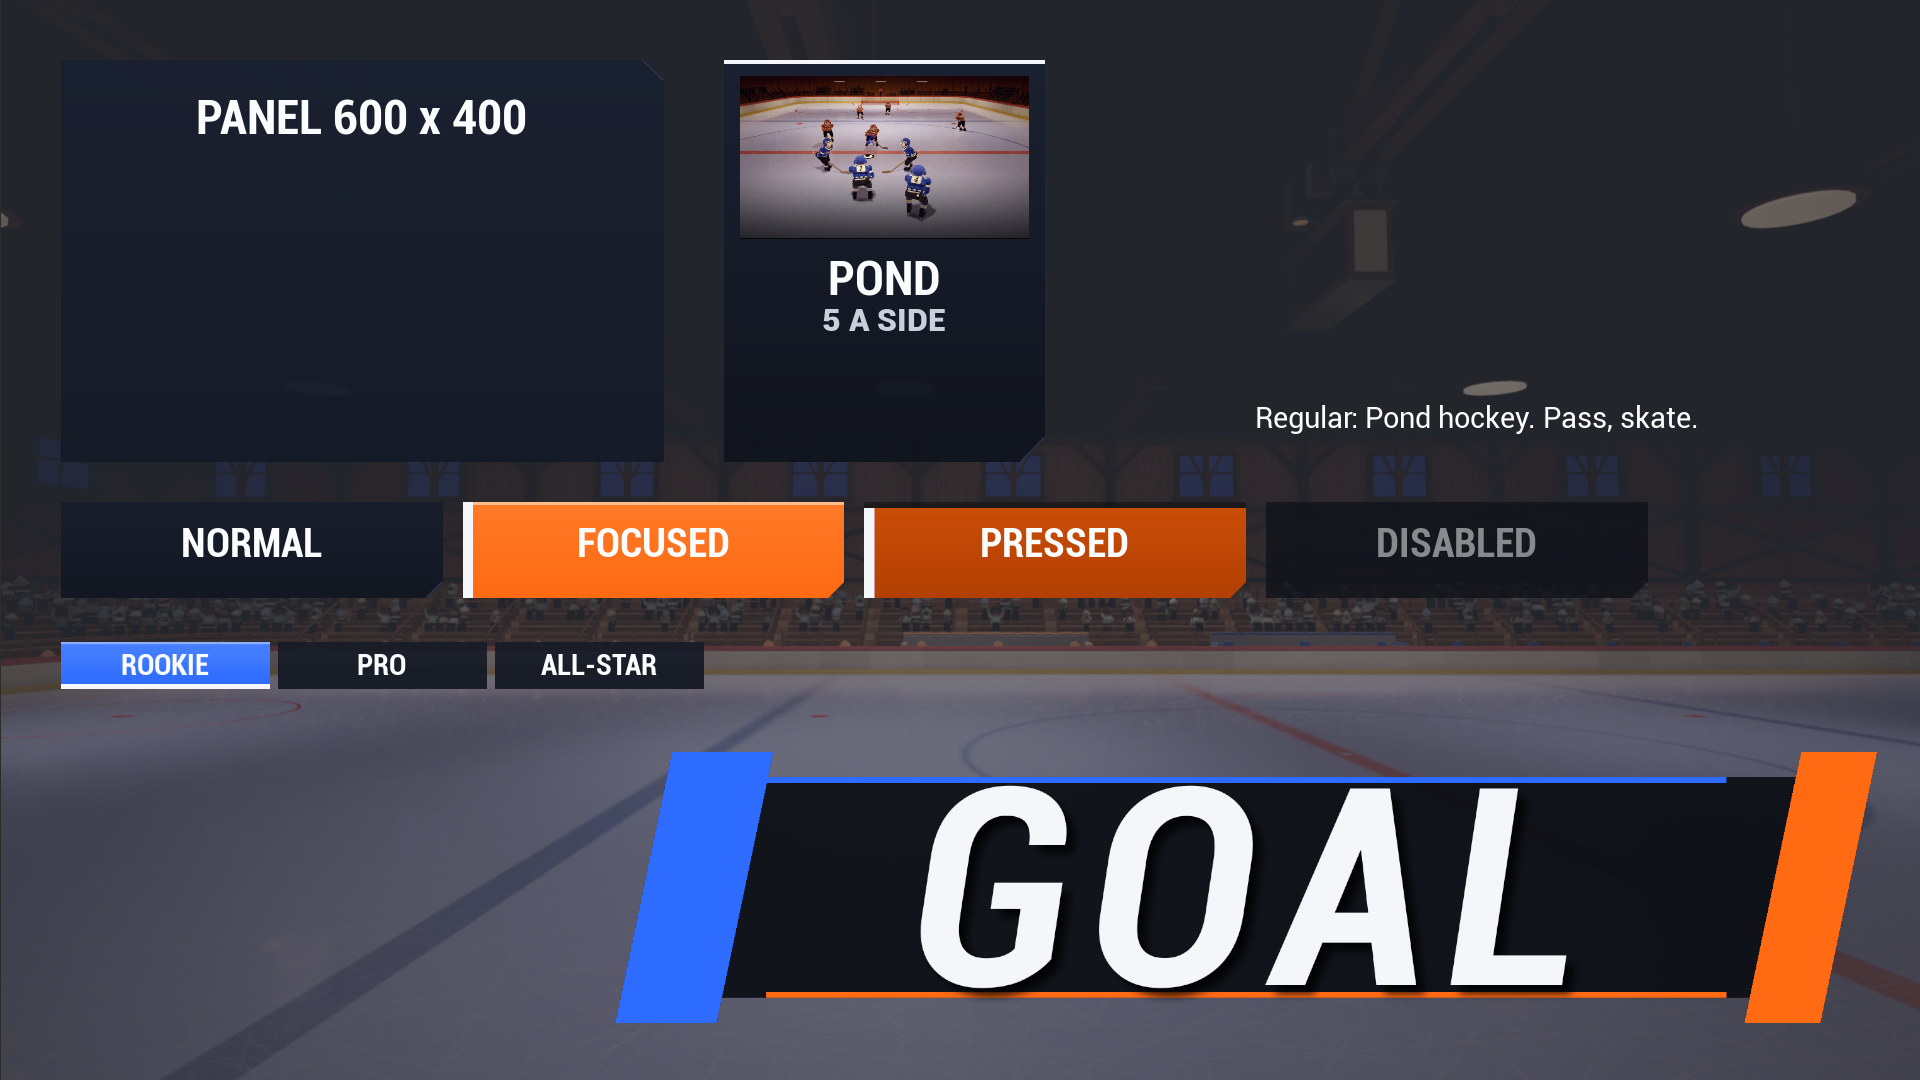 PANEL 600 x 400
POND
5 A SIDE
Regular: Pond hockey. Pass, skate.
NORMAL
FOCUSED
PRESSED
DISABLED
ROOKIE
PRO
ALL-STAR
GOAL